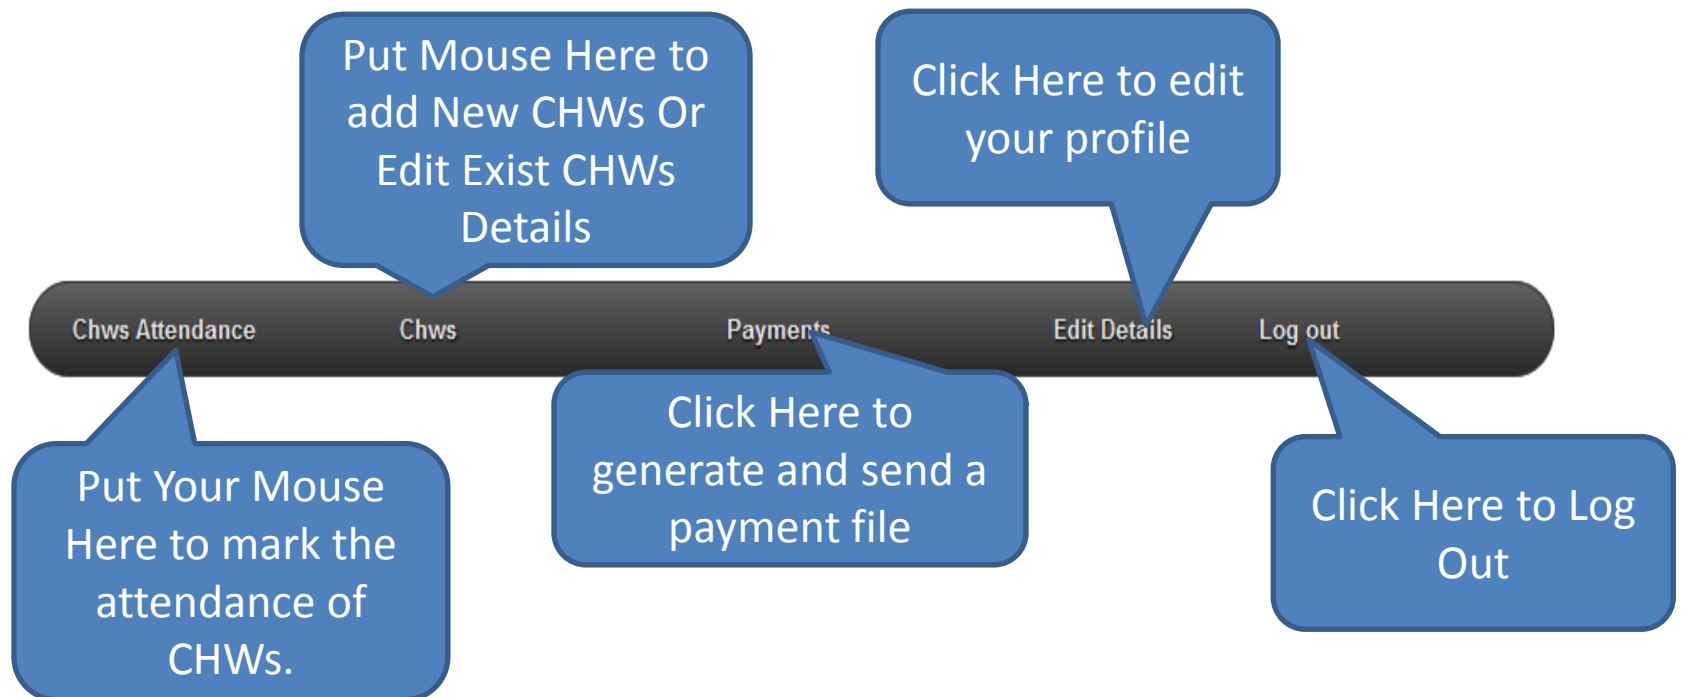 Put Mouse Here to
add New CHWs Or
Edit Exist CHWs
Details
Click Here to edit
your profile
Chws Attendance
Chws
Payments
Edit Details
Log out
Put Your Mouse
Here to mark the
attendance of
CHWs.
Click Here to
generate and send a
payment file
Click Here to Log
Out